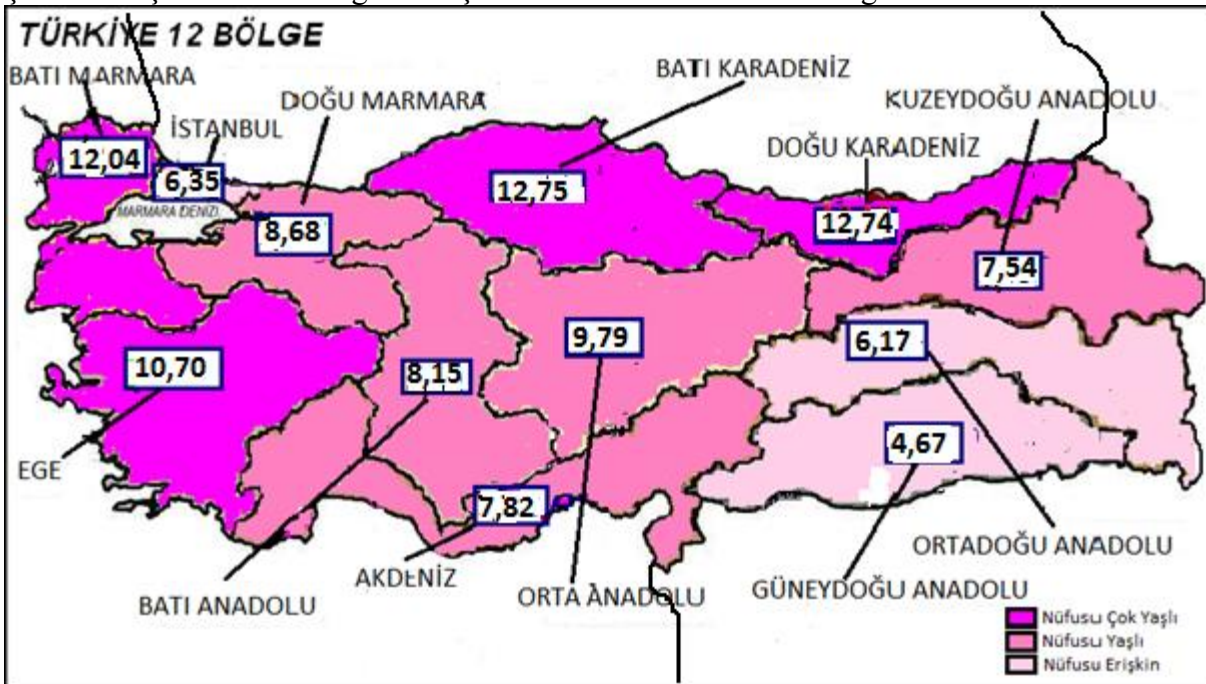 TÜRKİYE 12 BÖLGE
BATI MARMARA
DOĞU MARMARA
BATI KARADENİZ
KUZEYDOĞU ANADOLU
İSTANBUL
DOĞU KARADENİZ
12,04
6,35
12,75
MARMARA DENİZİ
8,68
12,74
7,54
9,79
6,17
10,70
8,15
4,67
EGE
7,82
ORTADOĞU ANADOLU
AKDENİZ
GÜNEYDOĞU ANADOLU
BATI ANADOLU
ORTA ANADOLU
Nüfusu Çok Yaşlı
Nüfusu Yaşlı
Nüfusu Erişkin